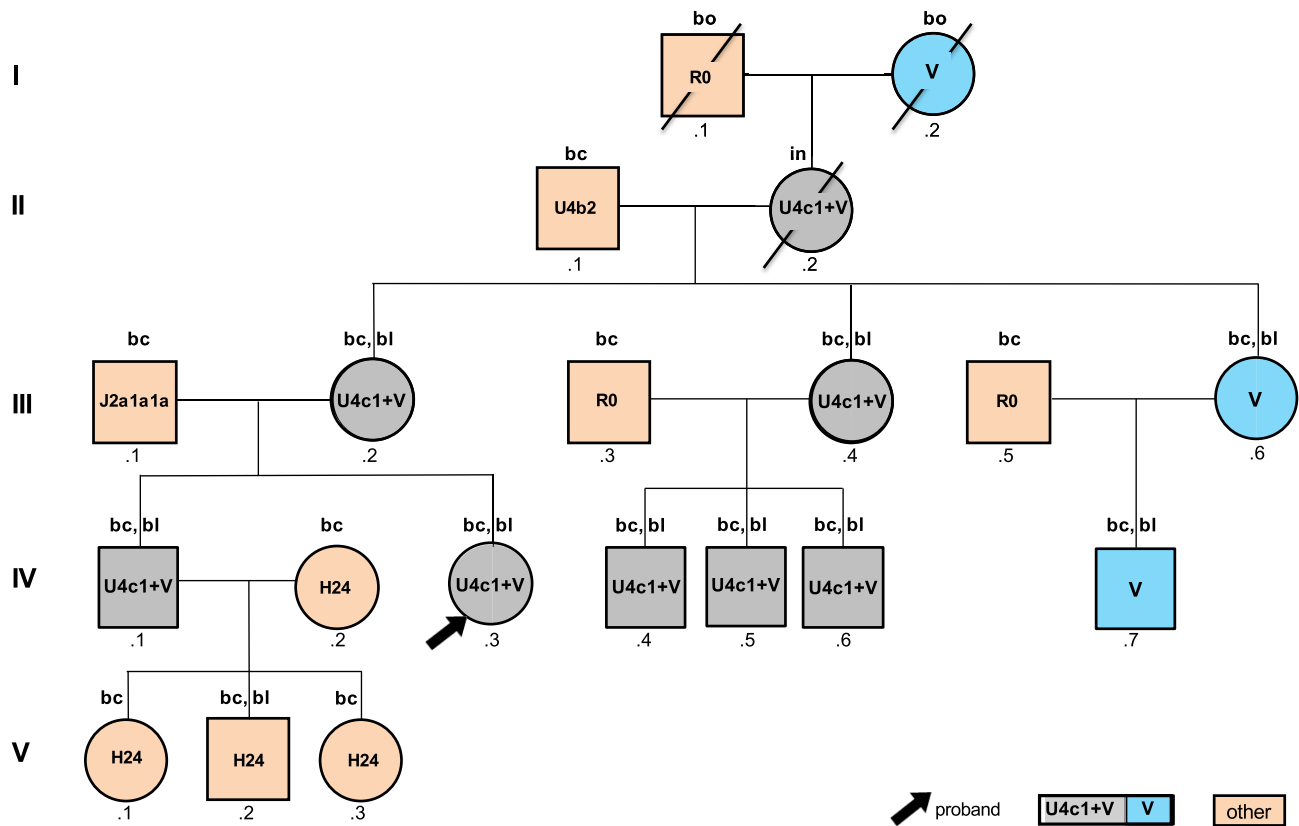 bo bo
I R0 V
.1 .2
bc in
II U4b2 U4c1+V
.1 .2
bc bc, bl bc bc, bl bc bc, bl
III J2a1a1a U4c1+V R0 U4c1+V R0 V
.1 .2 .3 .4 .5 .6
bc, bl bc bc, bl bc, bl bc, bl bc, bl bc, bl
IV U4c1+V H24 U4c1+V U4c1+V U4c1+V U4c1+V V
.1 .2 .3 .4 .5 .6 .7
bc bc, bl bc
V H24 H24 H24
.1 .2 .3
proband U4c1+V V other